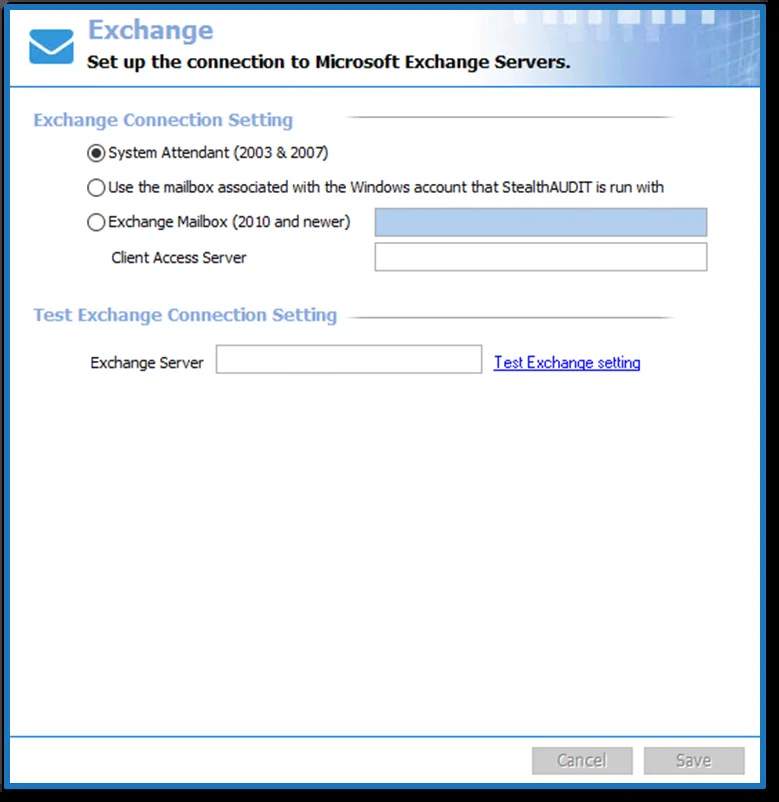 Exchange
Set up the connection to Microsoft Exchange Servers.
Exchange Connection Setting
System Attendant (2003 & 2007)
Use the mailbox associated with the Windows account that StealthAUDIT is run with
Exchange Mailbox (2010 and newer)
Client Access Server
Test Exchange Connection Setting
Exchange Server Test Exchange setting
Cancel Save